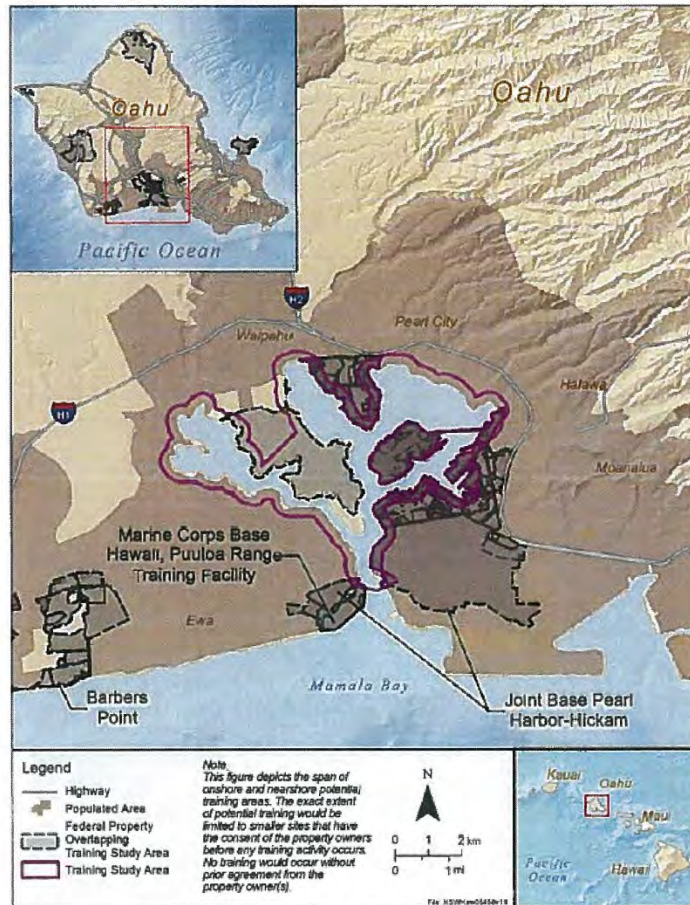 Oahu
Pacific Ocean
Oahu
H2
Waipahu
Pearl City
H1
Halawa
Moanalua
Marine Corps Base
Hawaii, Puuloa Range
Training Facility
Ewa
Barbers
Point
Mamala Bay
Joint Base Pearl
Harbor-Hickam
Legend
Highway
Populated Area
Federal Property
Overlapping
Training Study Area
Training Study Area
Note
This figure depicts the span of
onshore and nearshore potential
training areas. The exact extent
of potential training would be
limited to smaller sites that have
the consent of the property owners
before any training activity occurs.
No training would occur without
prior agreement from the
property owner(s).
N
0 1 2 km
0 1 mi
Kauai
Oahu
Maui
Pacific
Ocean
Hawaii